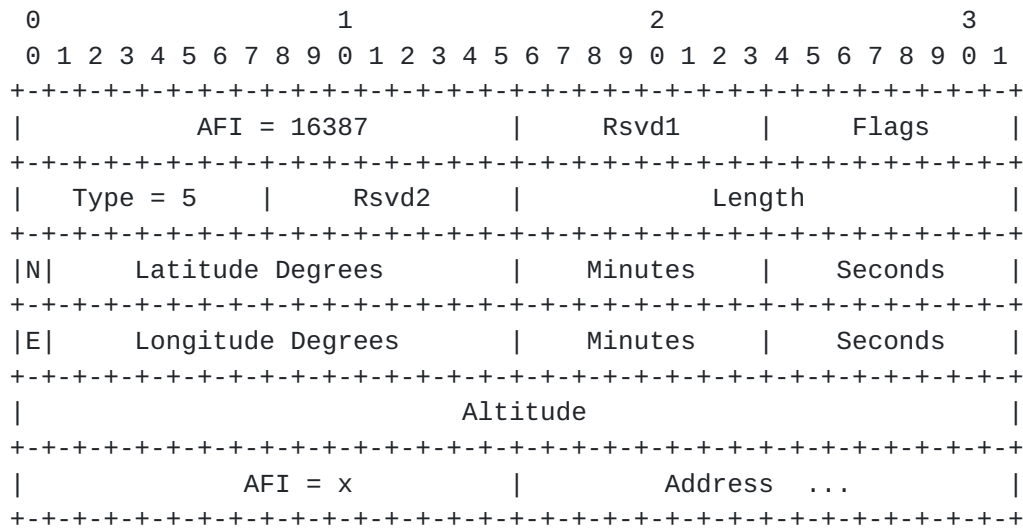 0                   1                   2                   3
 0 1 2 3 4 5 6 7 8 9 0 1 2 3 4 5 6 7 8 9 0 1 2 3 4 5 6 7 8 9 0 1
+-+-+-+-+-+-+-+-+-+-+-+-+-+-+-+-+-+-+-+-+-+-+-+-+-+-+-+-+-+-+-+-+
|           AFI = 16387         |     Rsvd1     |     Flags     |
+-+-+-+-+-+-+-+-+-+-+-+-+-+-+-+-+-+-+-+-+-+-+-+-+-+-+-+-+-+-+-+-+
|   Type = 5    |     Rsvd2     |            Length             |
+-+-+-+-+-+-+-+-+-+-+-+-+-+-+-+-+-+-+-+-+-+-+-+-+-+-+-+-+-+-+-+-+
|N|     Latitude Degrees        |    Minutes    |    Seconds    |
+-+-+-+-+-+-+-+-+-+-+-+-+-+-+-+-+-+-+-+-+-+-+-+-+-+-+-+-+-+-+-+-+
|E|     Longitude Degrees       |    Minutes    |    Seconds    |
+-+-+-+-+-+-+-+-+-+-+-+-+-+-+-+-+-+-+-+-+-+-+-+-+-+-+-+-+-+-+-+-+
|                            Altitude                           |
+-+-+-+-+-+-+-+-+-+-+-+-+-+-+-+-+-+-+-+-+-+-+-+-+-+-+-+-+-+-+-+-+
|              AFI = x          |         Address  ...          |
+-+-+-+-+-+-+-+-+-+-+-+-+-+-+-+-+-+-+-+-+-+-+-+-+-+-+-+-+-+-+-+-+